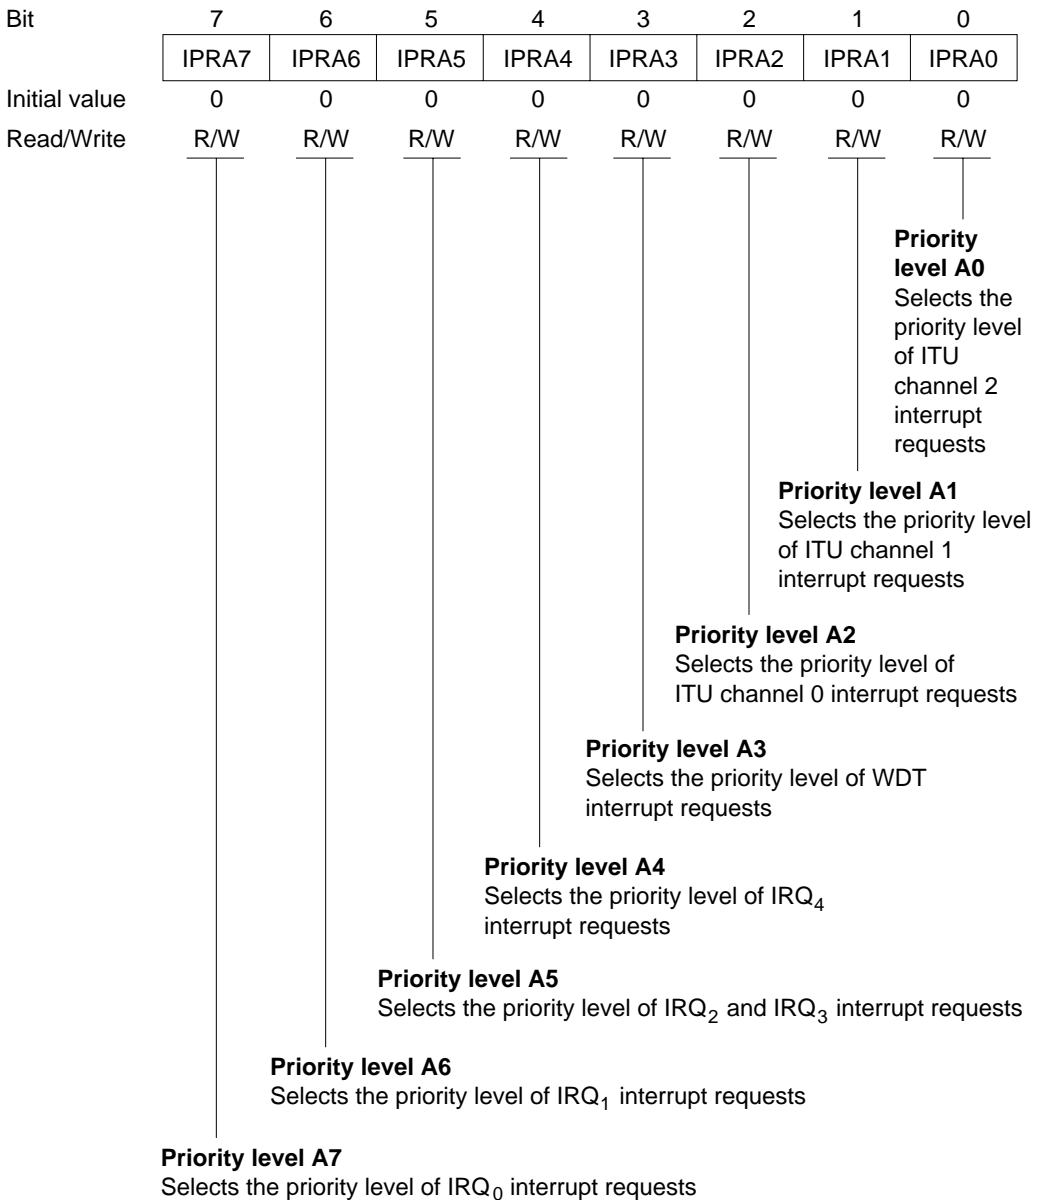 Bit 7 6 5 4 3 2 1 0
IPRA7 IPRA6 IPRA5 IPRA4 IPRA3 IPRA2 IPRA1 IPRA0
Initial value 0 0 0 0 0 0 0 0
Read/Write R/W R/W R/W R/W R/W R/W R/W R/W
Priority
level A0
Selects the
priority level
of ITU
channel 2
interrupt
requests
Priority level A1
Selects the priority level
of ITU channel 1
interrupt requests
Priority level A2
Selects the priority level of
ITU channel 0 interrupt requests
Priority level A3
Selects the priority level of WDT
interrupt requests
Priority level A4
Selects the priority level of IRQ₄
interrupt requests
Priority level A5
Selects the priority level of IRQ₂ and IRQ₃ interrupt requests
Priority level A6
Selects the priority level of IRQ₁ interrupt requests
Priority level A7
Selects the priority level of IRQ₀ interrupt requests